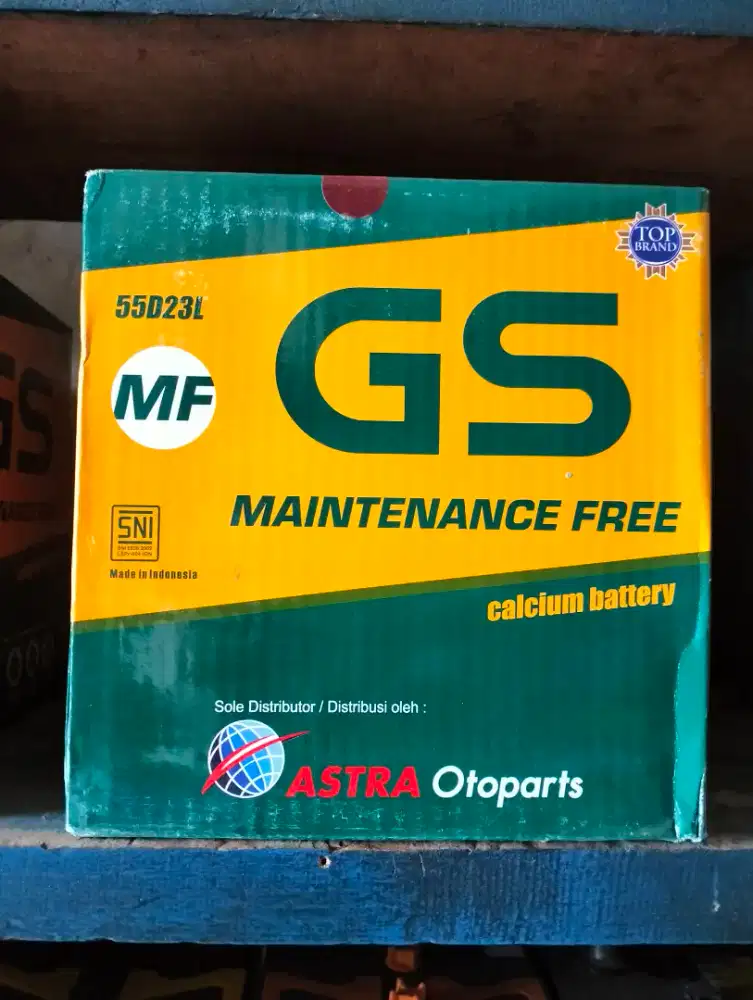 TOP
BRAND
55D23L
GS
MF
MAINTENANCE FREE
SNI
Made in Indonesia
calcium battery
Sole Distributor / Distribusi oleh :
ASTRA Otoparts
GS